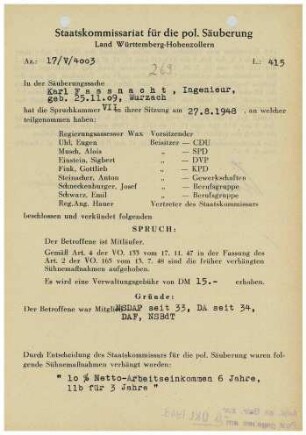 Staatskommissariat für die pol. Säuberung
Land Württemberg-Hohenzollern
Az.: 17/V/4003
L.: 415
269
In der Säuberungssache
Karl Fassnacht, Ingenieur,
geb. 25.11.09, Wurzach
hat die Spruchkammer VII in ihrer Sitzung am 27.8.1948, an welcher
teilgenommen haben:
Regierungsassessor Wax Vorsitzender
Uhl, Eugen Beisitzer — CDU
Musch, Alois „ — SPD
Einstein, Sigbert „ — DVP
Fink, Gottlieb „ — KPD
Steinacher, Anton „ — Gewerkschaften
Schneckenburger, Josef „ — Berufsgruppe
Schwarz, Emil „ — Berufsgruppe
Reg.Ang. Hauer Vertreter des Staatskommissars
beschlossen und verkündet folgenden
SPRUCH:
Der Betroffene ist Mitläufer.
Gemäß Art. 4 der VO. 133 vom 17. 11. 47 in der Fassung des
Art. 2 der VO. 165 vom 13. 7. 48 sind die früher verhängten
Sühnemaßnahmen aufgehoben.
Es wird eine Verwaltungsgebühr von DM 15.- erhoben.
Gründe:
Der Betroffene war Mitglied NSDAP seit 33, DA seit 34,
DAF, NSBdT
Durch Entscheidung des Staatskommissars für die pol. Säuberung waren fol-
gende Sühnemaßnahmen verhängt worden:
" 10 % Netto-Arbeitseinkommen 6 Jahre,
11b für 3 Jahre "